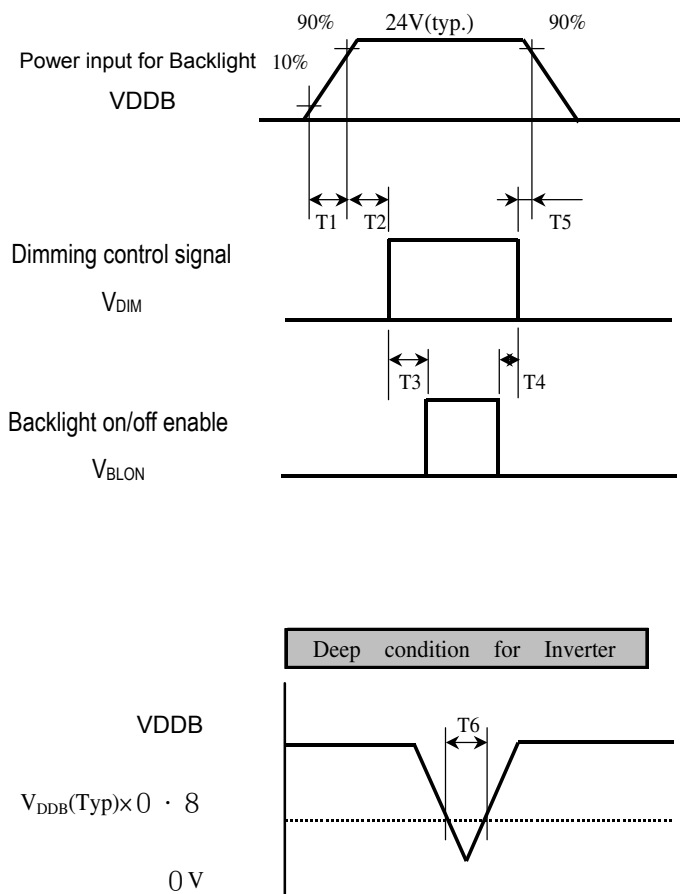 90% 24V(typ.) 90%
Power input for Backlight 10%
VDDB
T1 T2 T5
Dimming control signal
VDIM
T3 T4
Backlight on/off enable
VBLON
Deep condition for Inverter
VDDB
T6
VDDB(Typ)×0．8
0V